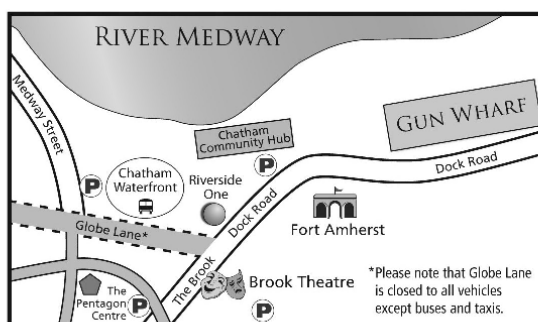 RIVER MEDWAY
Medway Street
GUN WHARF
Chatham
Community Hub
P
P
Chatham
Waterfront
Riverside
One
Dock Road
Dock Road
Fort Amherst
Globe Lane*
The Brook
Brook Theatre
The
Pentagon
Centre
P
P
*Please note that Globe Lane
is closed to all vehicles
except buses and taxis.